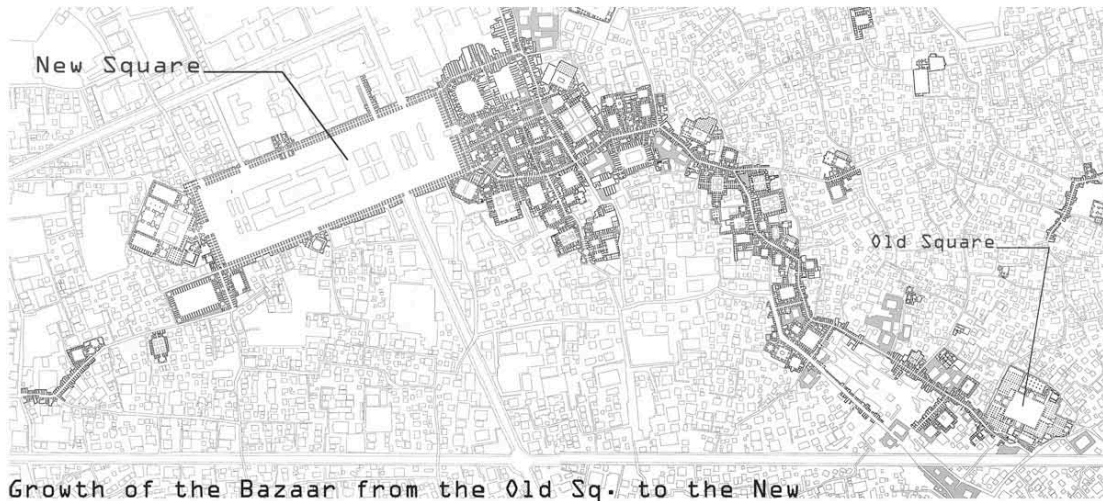 New Square
Old Square
Growth of the Bazaar from the Old Sq. to the New